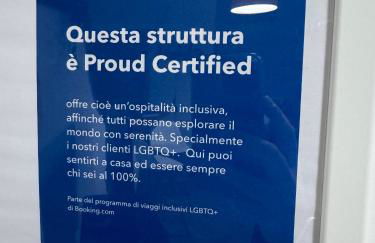 Questa struttura
è Proud Certified
offre cioè un'ospitalità inclusiva,
affinché tutti possano esplorare il
mondo con serenità. Specialmente
i nostri clienti LGBTQ+. Qui puoi
sentirti a casa ed essere sempre
chi sei al 100%.
Parte del programma di viaggi inclusivi LGBTQ+
di Booking.com